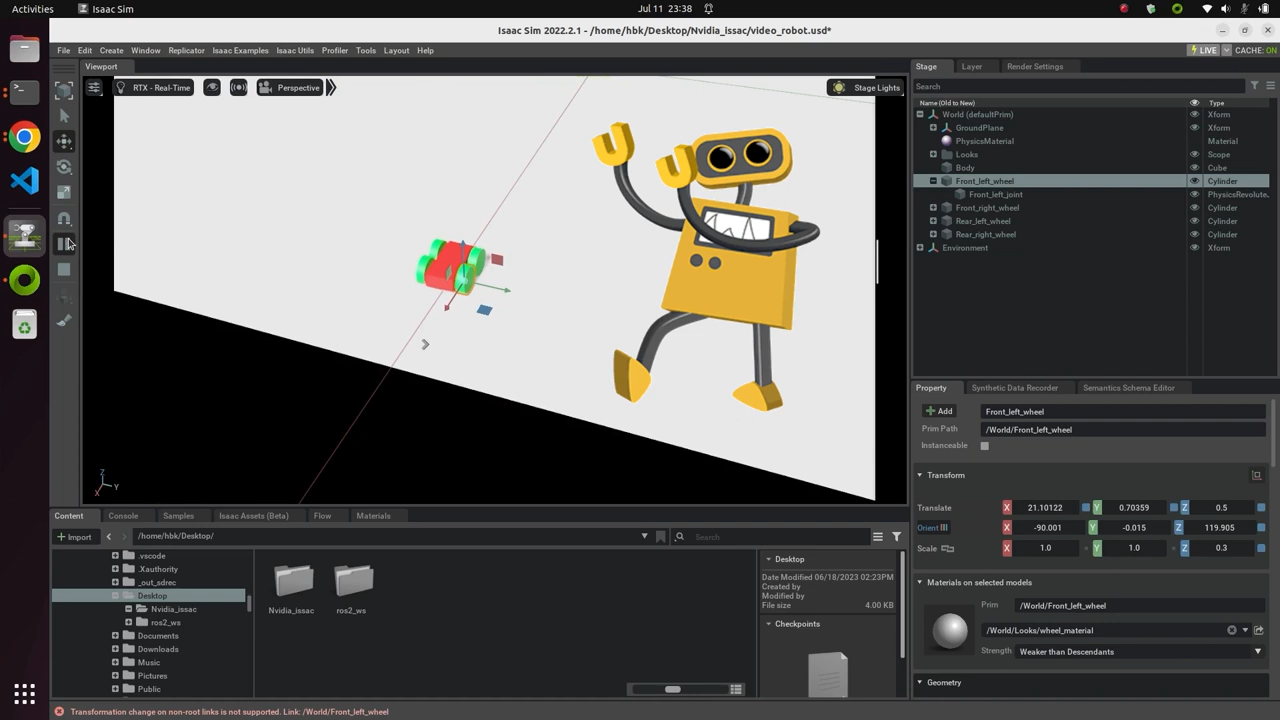 Activities
Isaac Sim
Jul 11 23:38
Isaac Sim 2022.2.1 - /home/hbk/Desktop/Nvidia_issac/video_robot.usd*
File Edit Create Window Replicator Isaac Examples Isaac Utils Profiler Tools Layout Help
LIVE
CACHE: ON
Viewport
RTX - Real-Time
Perspective
Stage Lights
Z
X
Y
Stage
Layer
Render Settings
Search
Name (Old to New)
Type
World (defaultPrim) Xform
GroundPlane Xform
PhysicsMaterial Material
Looks Scope
Body Cube
Front_left_wheel Cylinder
Front_left_joint PhysicsRevolute.
Front_right_wheel Cylinder
Rear_left_wheel Cylinder
Rear_right_wheel Cylinder
Environment Xform
Property
Synthetic Data Recorder
Semantics Schema Editor
Add
Front_left_wheel
Prim Path
/World/Front_left_wheel
Instanceable
Transform
Translate X 21.10122 Y 0.70359 Z 0.5
Orient X -90.001 Y -0.015 Z 119.905
Scale X 1.0 Y 1.0 Z 0.3
Materials on selected models
Prim /World/Front_left_wheel
/World/Looks/wheel_material
Strength Weaker than Descendants
Geometry
Content
Console
Samples
Isaac Assets (Beta)
Flow
Materials
Import
/home/hbk/Desktop/
Search
.vscode
.Xauthority
_out_sdrec
Desktop
Nvidia_issac
ros2_ws
Documents
Downloads
Music
Pictures
Public
Nvidia_issac
ros2_ws
Desktop
Date Modified 06/18/2023 02:23PM
Created by
Modified by
File size 4.00 KB
Checkpoints
Transformation change on non-root links is not supported. Link: /World/Front_left_wheel